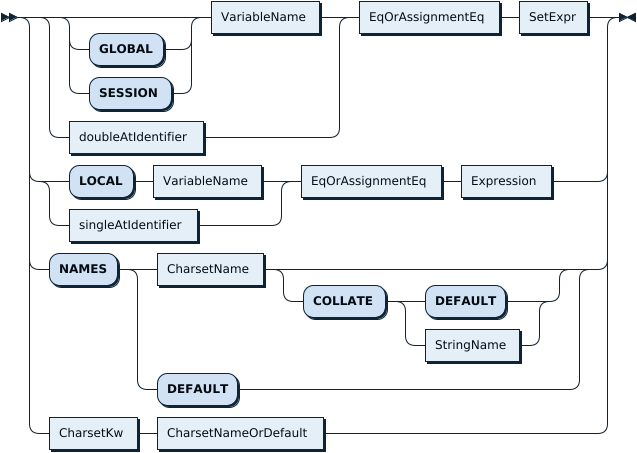 VariableName EqOrAssignmentEq SetExpr
GLOBAL
SESSION
doubleAtIdentifier
LOCAL VariableName EqOrAssignmentEq Expression
singleAtIdentifier
NAMES CharsetName
COLLATE DEFAULT
StringName
DEFAULT
CharsetKw CharsetNameOrDefault